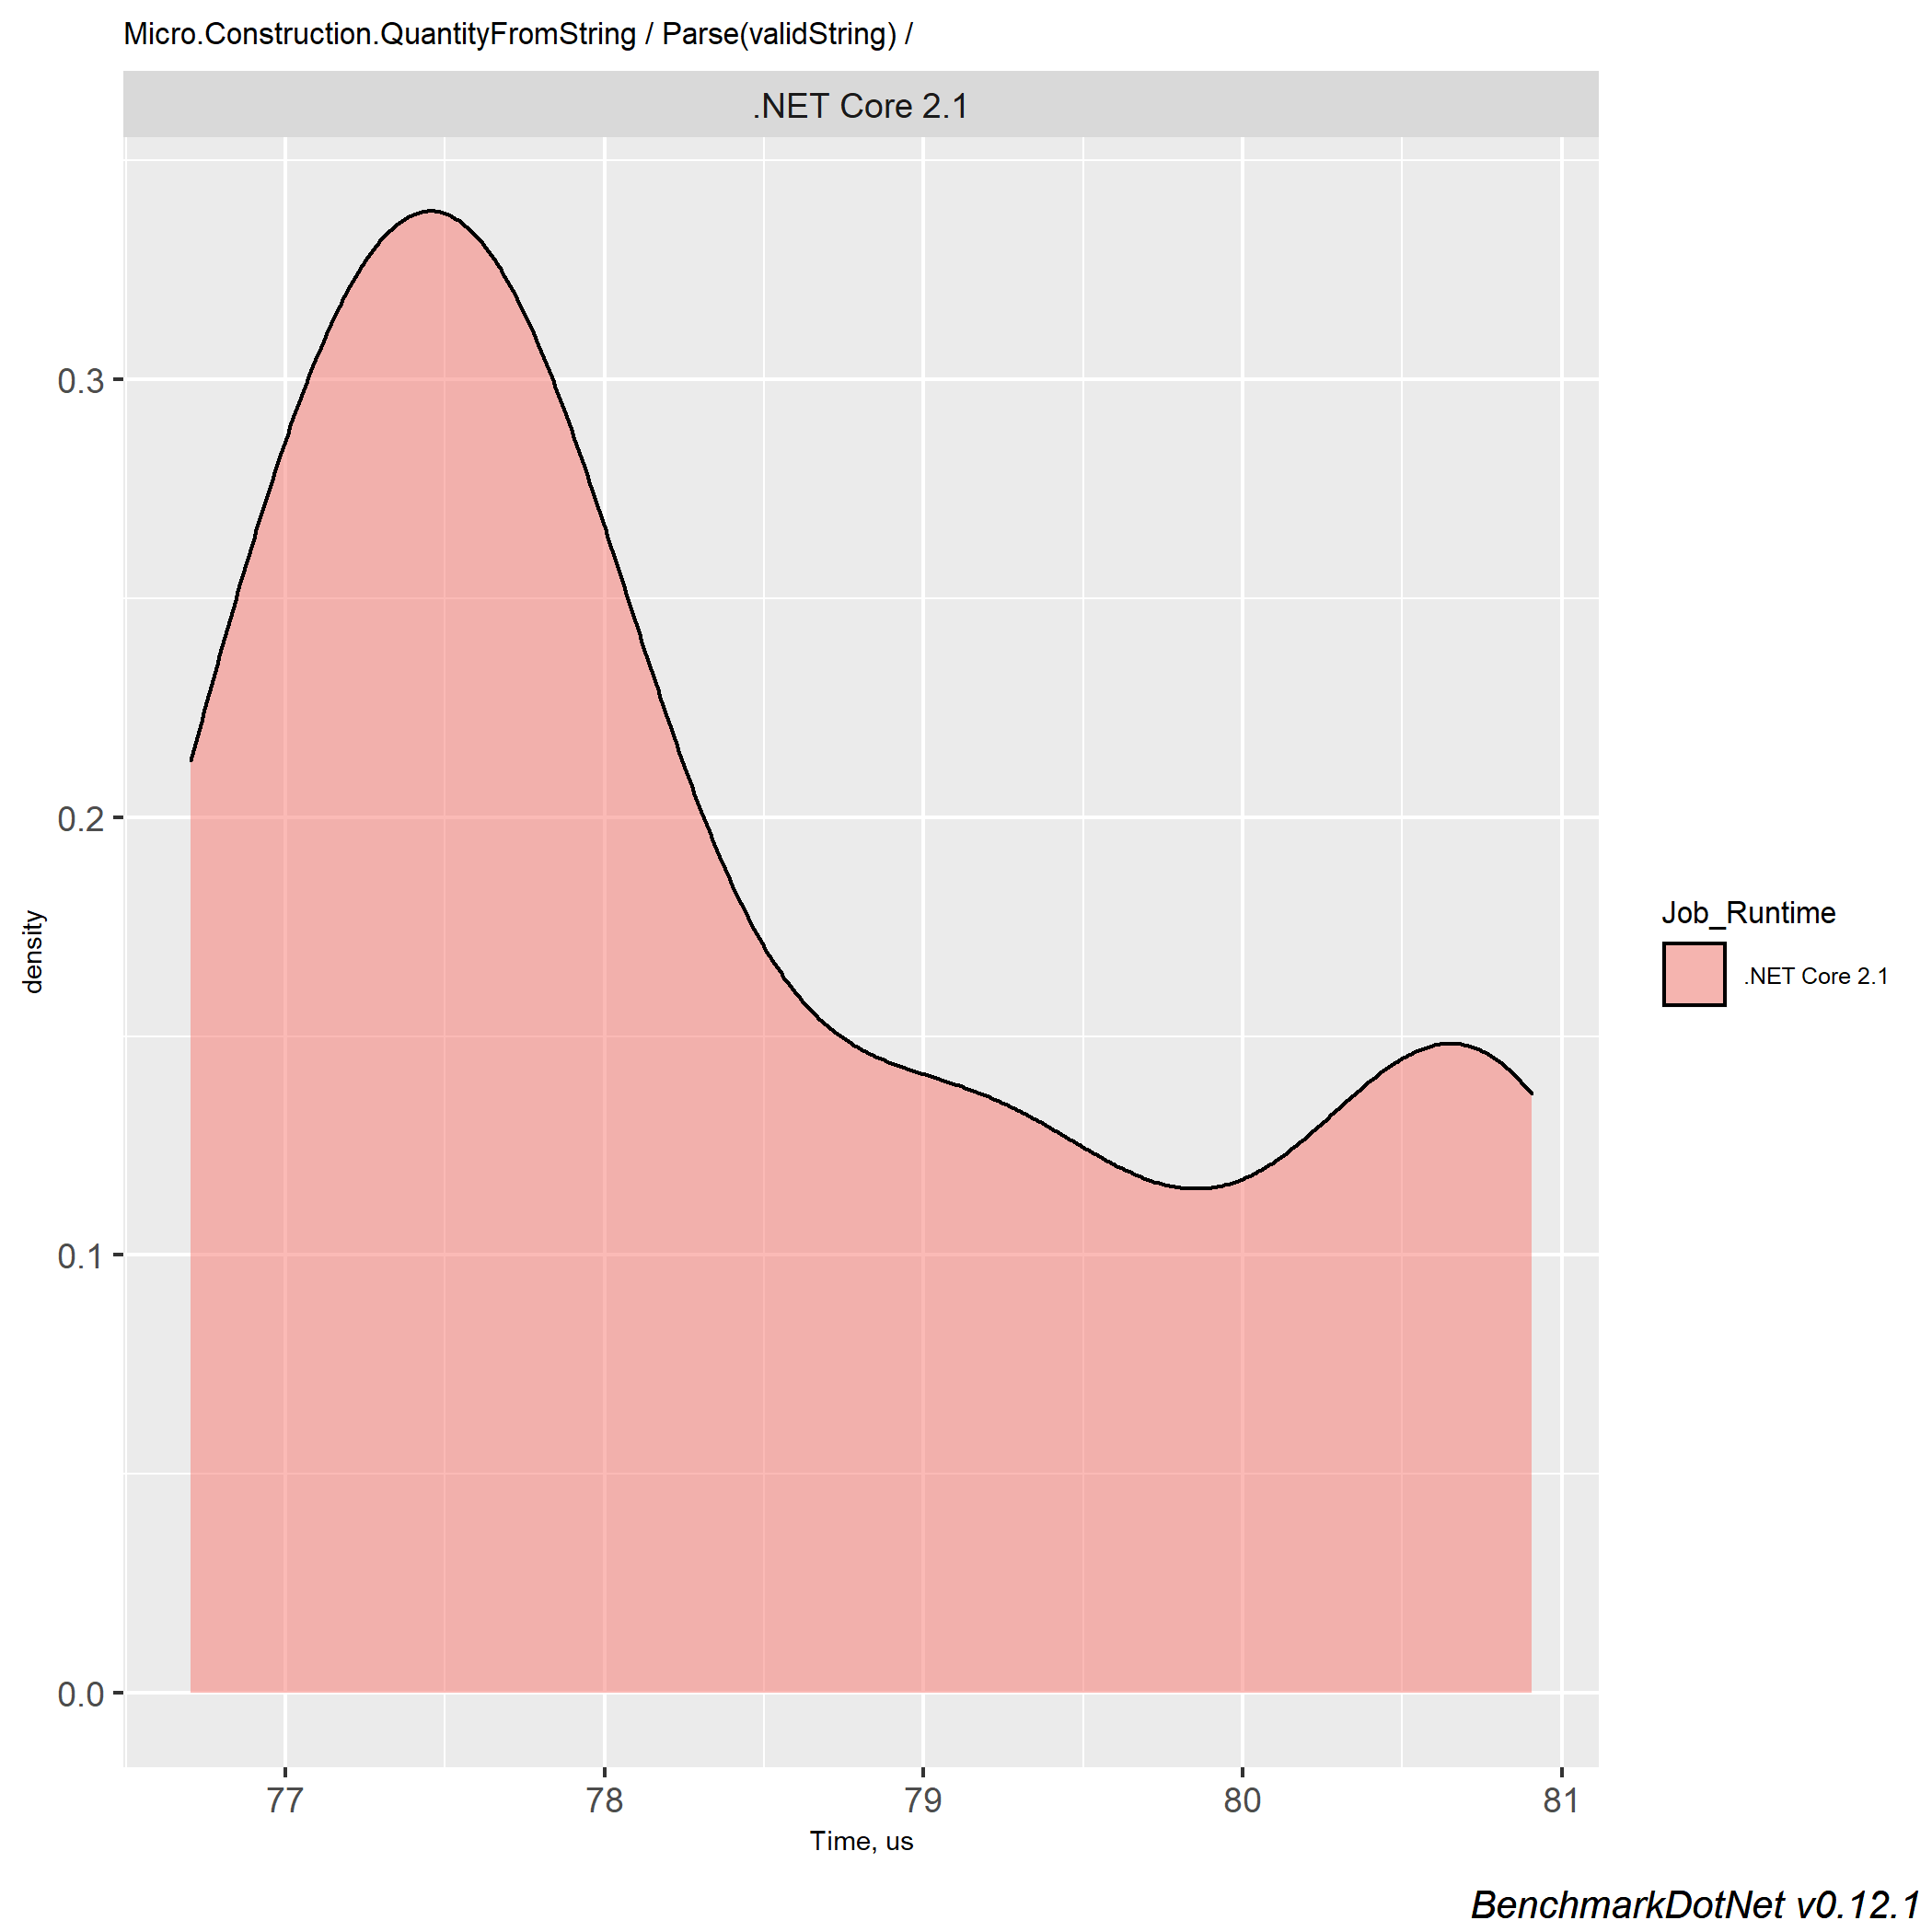 Micro.Construction.QuantityFromString / Parse(validString) /
.NET Core 2.1
0.3
0.2
0.1
0.0
density
77 78 79 80 81
Time, us
Job_Runtime
.NET Core 2.1
BenchmarkDotNet v0.12.1